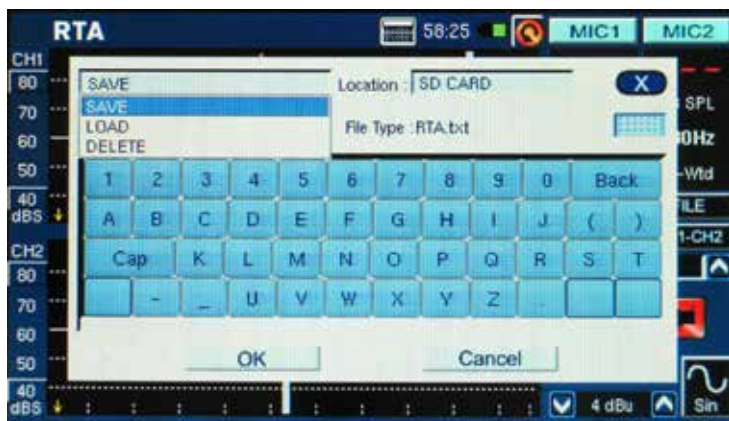 RTA 58:25 MIC1 MIC2
CH1
80
70
60
50
40
dBS
CH2
80
70
60
50
40
dBS
SAVE Location : SD CARD X
SAVE
LOAD File Type : RTA.txt
DELETE
1 2 3 4 5 6 7 8 9 0 Back
A B C D E F G H I J ( )
Cap K L M N O P Q R S T
- _ U V W X Y Z .
OK Cancel
SPL
0Hz
-Wtd
ILE
1-CH2
4 dBu
Sin